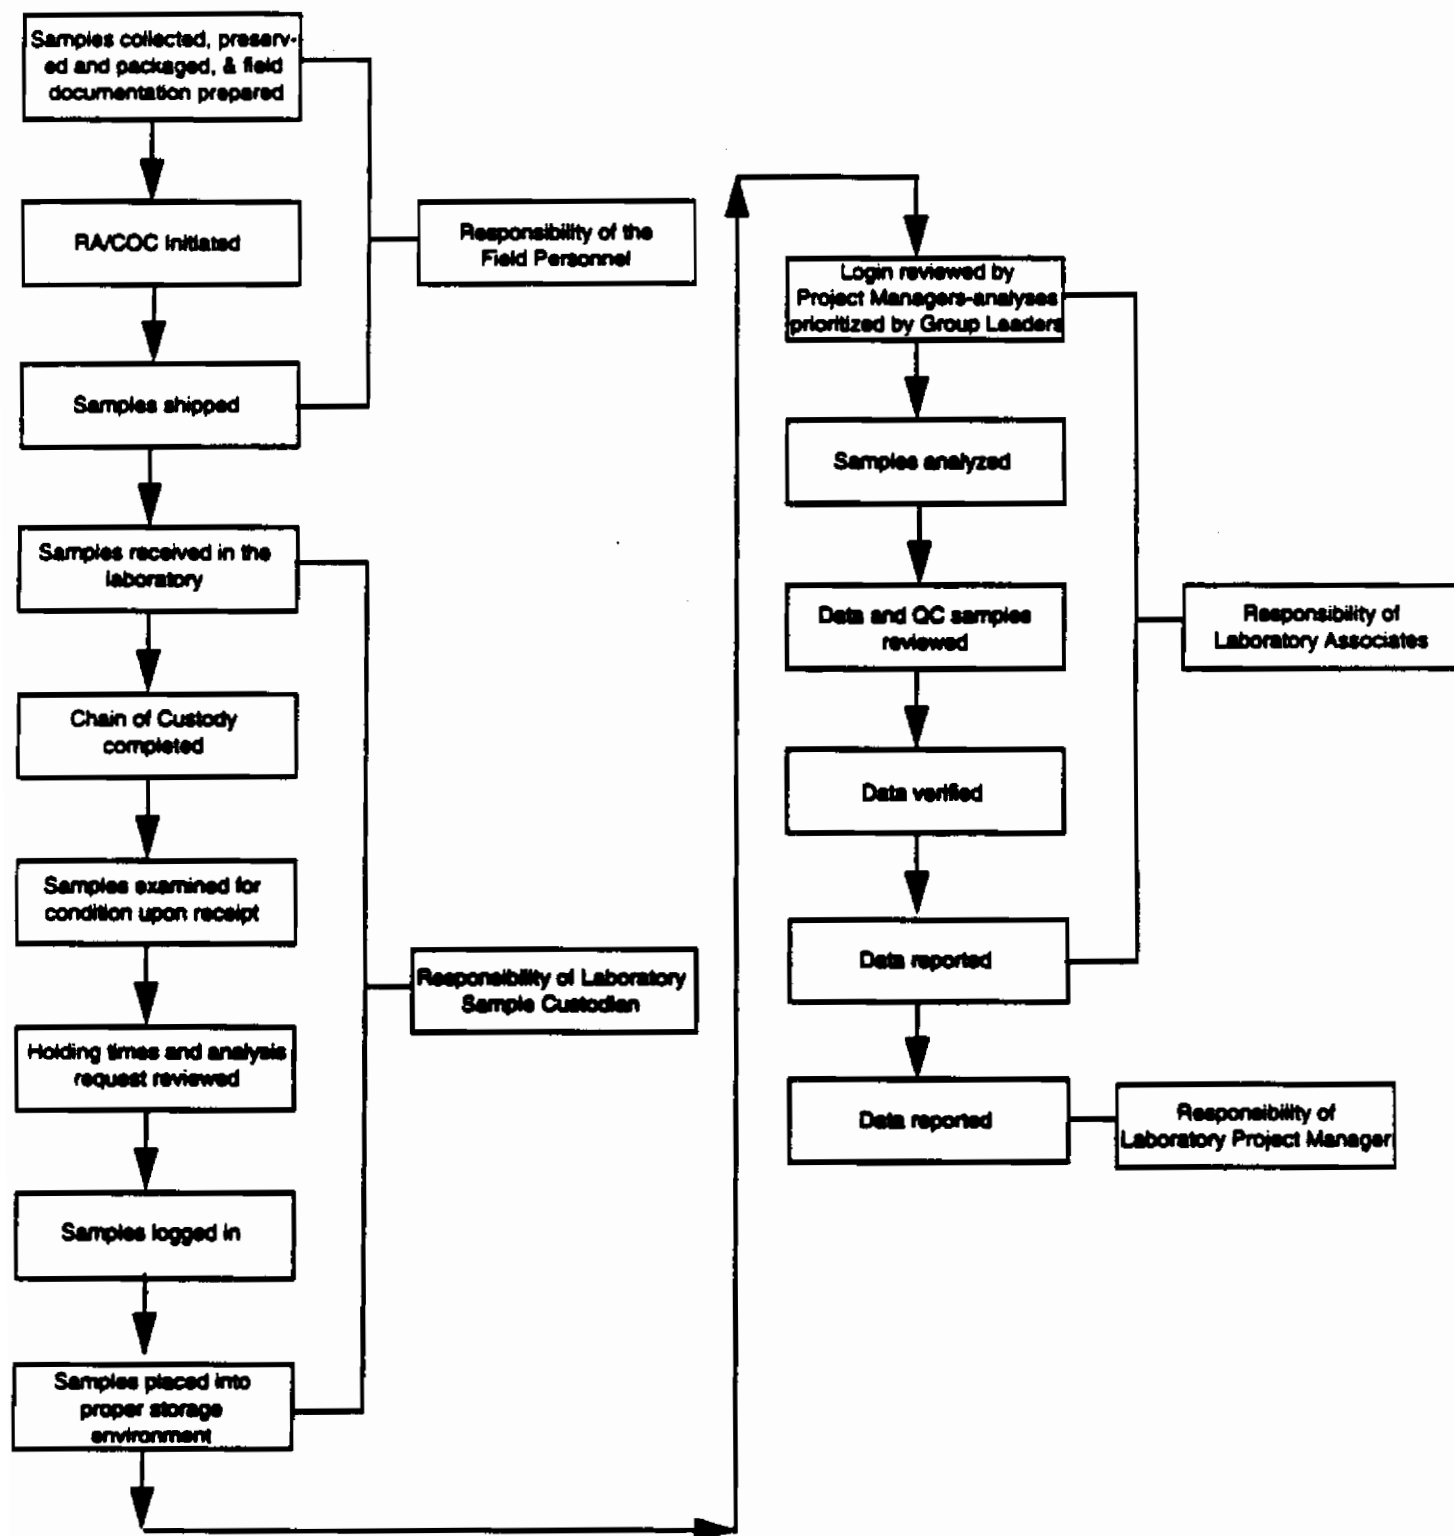 Samples collected, preserv-
ed and packaged, & field
documentation prepared
RA/COC Initiated
Responsibility of the
Field Personnel
Samples shipped
Samples received in the
laboratory
Chain of Custody
completed
Samples examined for
condition upon receipt
Responsibility of Laboratory
Sample Custodian
Holding times and analysis
request reviewed
Samples logged in
Samples placed into
proper storage
environment
Login reviewed by
Project Managers-analyses
prioritized by Group Leaders
Samples analyzed
Data and QC samples
reviewed
Responsibility of
Laboratory Associates
Data verified
Data reported
Data reported
Responsibility of
Laboratory Project Manager